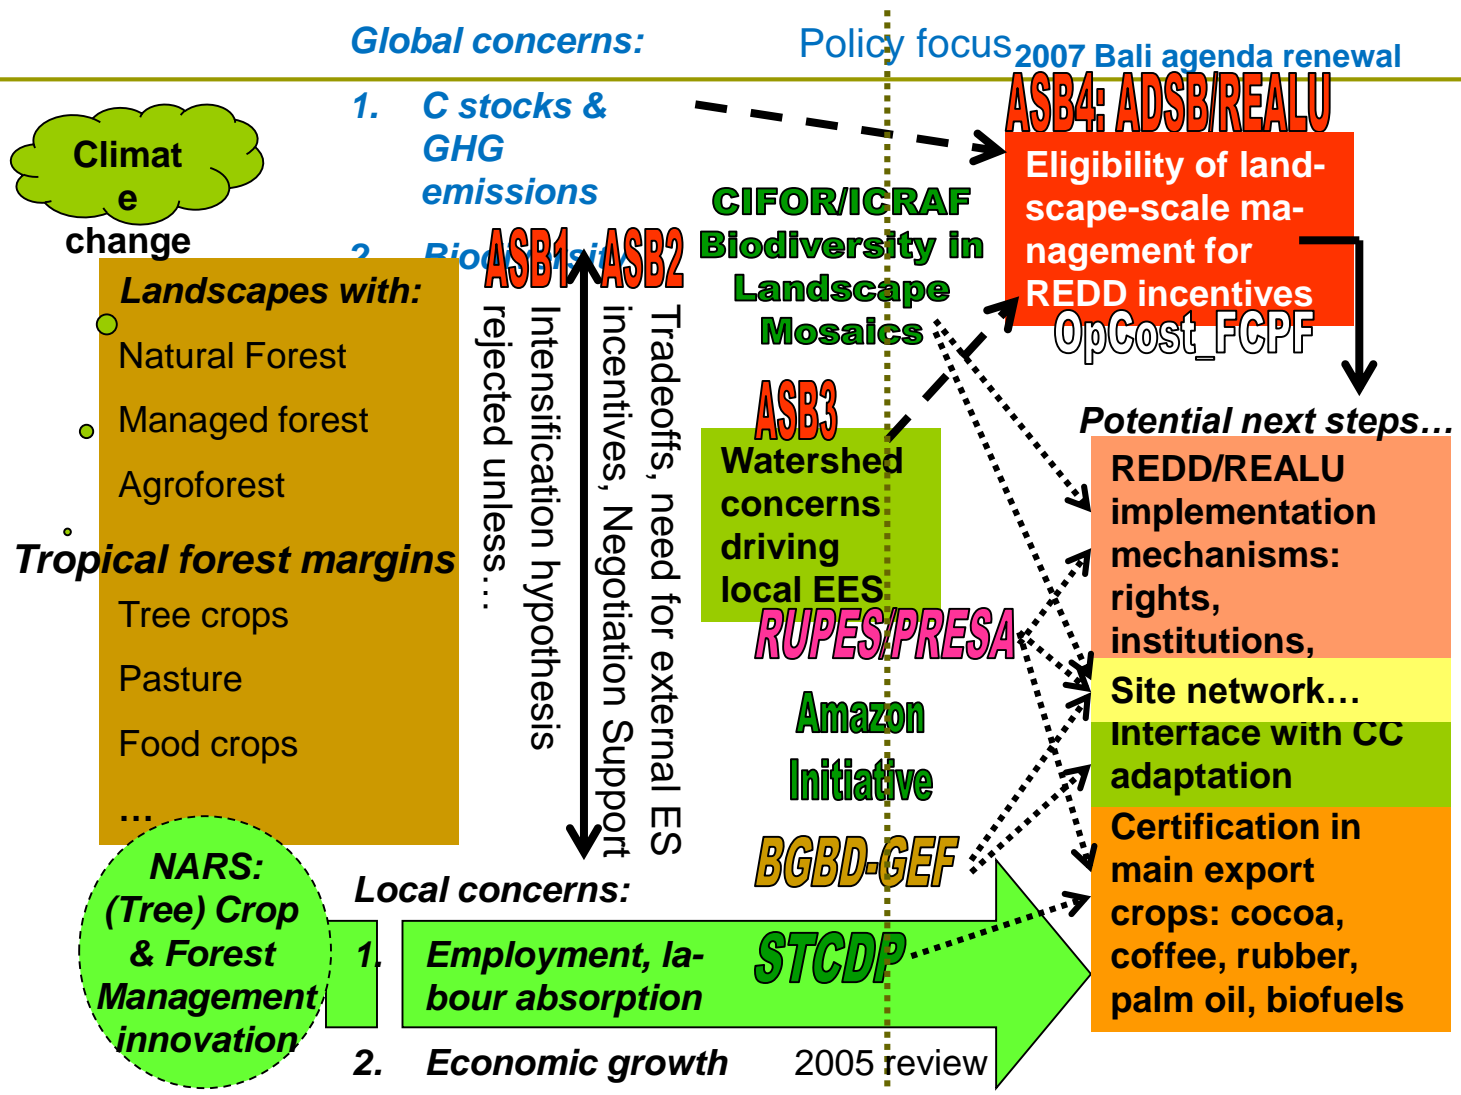 Global concerns:
Policy focus
2007 Bali agenda renewal
1. C stocks &
GHG
emissions
2. Biodiversity
Climat
e
change
ASB4: ADSB/REALU
Eligibility of land-
scape-scale ma-
nagement for
REDD incentives
OpCost_FCPF
CIFOR/ICRAF
Biodiversity in
Landscape
Mosaics
ASB1
ASB2
Landscapes with:
Natural Forest
Managed forest
Agroforest
Tropical forest margins
Tree crops
Pasture
Food crops
…
Intensification hypothesis
rejected unless…
Tradeoffs, need for external ES
incentives, Negotiation Support
ASB3
Watershed
concerns
driving
local EES
RUPES/PRESA
Amazon
Initiative
BGBD-GEF
STCDP
Potential next steps…
REDD/REALU
implementation
mechanisms:
rights,
institutions,
Site network…
Interface with CC
adaptation
Certification in
main export
crops: cocoa,
coffee, rubber,
palm oil, biofuels
NARS:
(Tree) Crop
& Forest
Management
innovation
Local concerns:
1. Employment, la-
bour absorption
2. Economic growth
2005 review